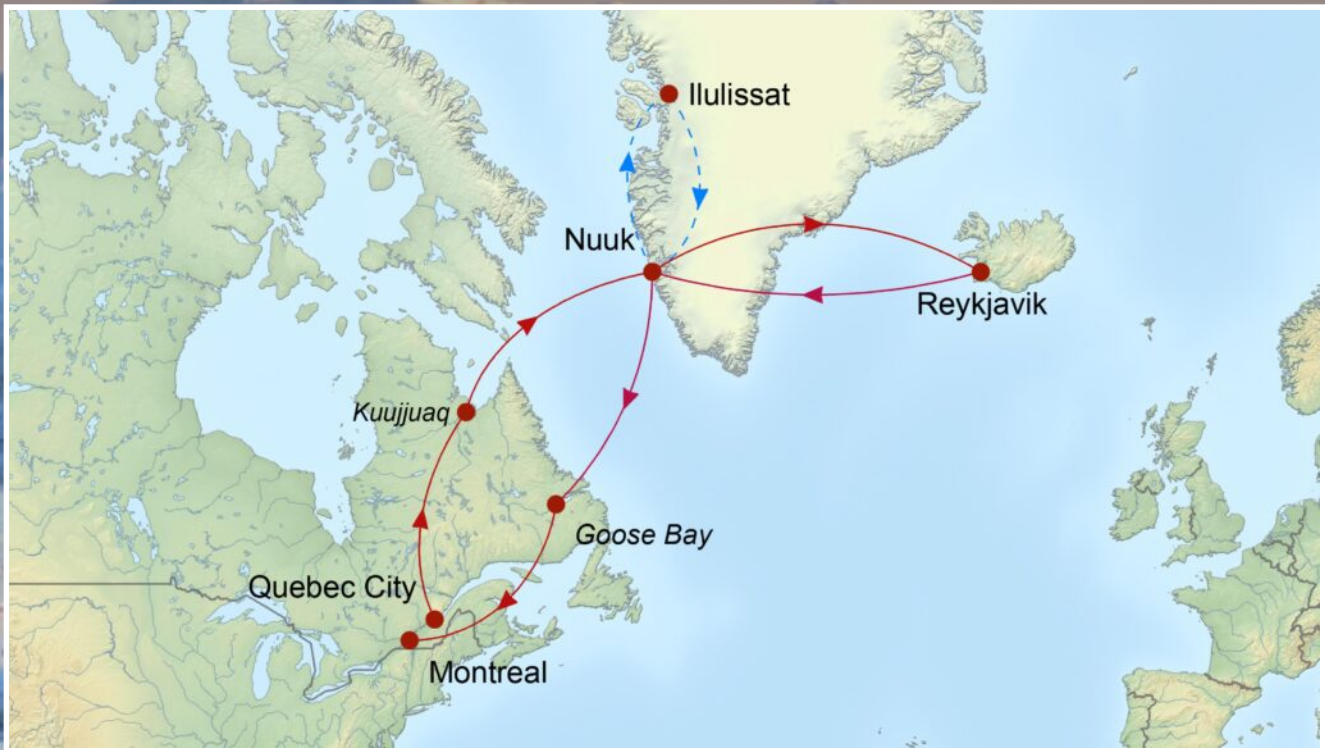 Ilulissat
Nuuk
Reykjavik
Kuujjuaq
Goose Bay
Quebec City
Montreal